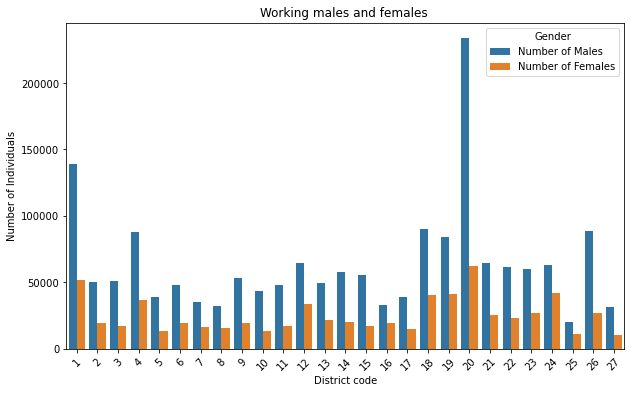 Working males and females
Gender
Number of Males
Number of Females
Number of Individuals
200000
150000
100000
50000
0
1 2 3 4 5 6 7 8 9 10 11 12 13 14 15 16 17 18 19 20 21 22 23 24 25 26 27
District code